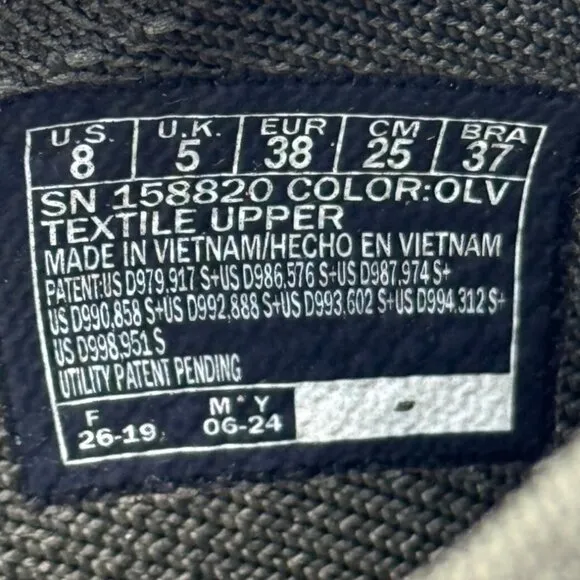 U.S. U.K. EUR CM BRA
8 5 38 25 37
SN 158820 COLOR:OLV
TEXTILE UPPER
MADE IN VIETNAM/HECHO EN VIETNAM
PATENT:US D979,917 S+US D986,576 S+US D987,974 S+
US D990,858 S+US D992,888 S+US D993,602 S+US D994,312 S+
US D998,951 S
UTILITY PATENT PENDING
F M * Y
26-19 06-24